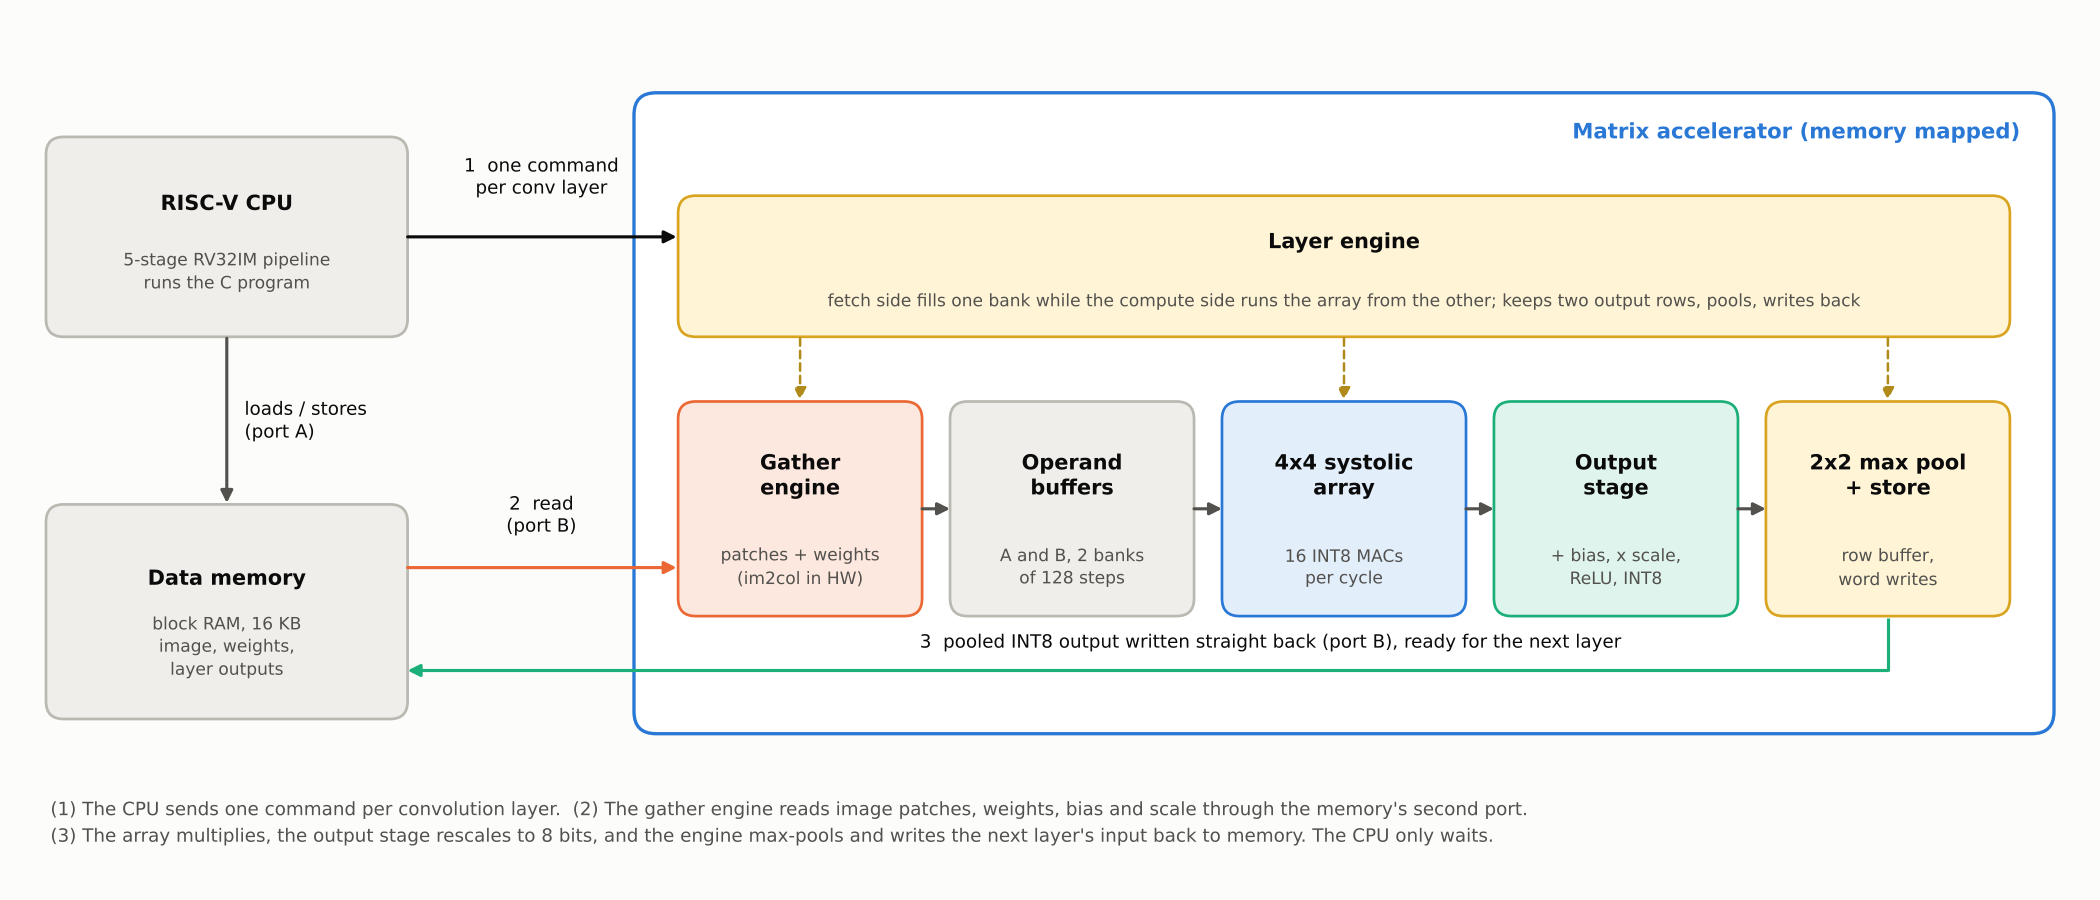 Matrix accelerator (memory mapped)
RISC-V CPU
5-stage RV32IM pipeline
runs the C program
1  one command
per conv layer
Layer engine
fetch side fills one bank while the compute side runs the array from the other; keeps two output rows, pools, writes back
loads / stores
(port A)
Data memory
block RAM, 16 KB
image, weights,
layer outputs
2  read
(port B)
Gather
engine
patches + weights
(im2col in HW)
Operand
buffers
A and B, 2 banks
of 128 steps
4x4 systolic
array
16 INT8 MACs
per cycle
Output
stage
+ bias, x scale,
ReLU, INT8
2x2 max pool
+ store
row buffer,
word writes
3  pooled INT8 output written straight back (port B), ready for the next layer
(1) The CPU sends one command per convolution layer.  (2) The gather engine reads image patches, weights, bias and scale through the memory's second port.
(3) The array multiplies, the output stage rescales to 8 bits, and the engine max-pools and writes the next layer's input back to memory. The CPU only waits.